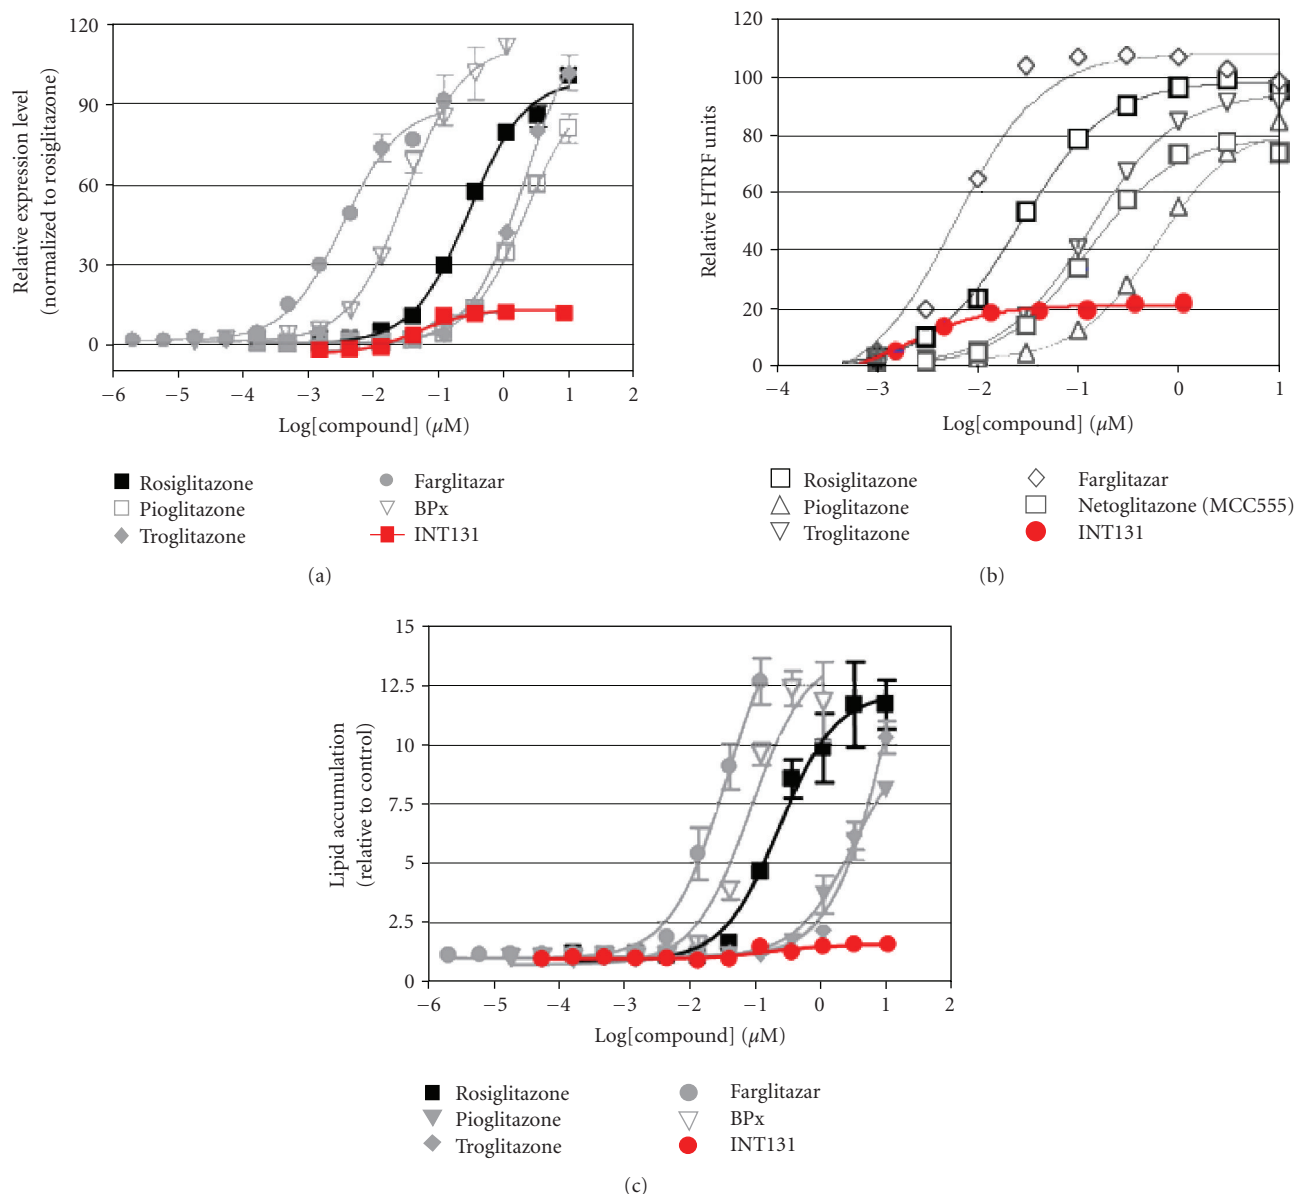 Relative expression level
(normalized to rosiglitazone)
120
90
60
30
0
−6 −5 −4 −3 −2 −1 0 1 2
Log[compound] (μM)
Rosiglitazone
Pioglitazone
Troglitazone
Farglitazar
BPx
INT131
(a)
Relative HTRF units
120
100
80
60
40
20
0
−4 −3 −2 −1 0 1
Log[compound] (μM)
Rosiglitazone
Pioglitazone
Troglitazone
Farglitazar
Netoglitazone (MCC555)
INT131
(b)
Lipid accumulation
(relative to control)
15
12.5
10
7.5
5
2.5
0
−6 −5 −4 −3 −2 −1 0 1 2
Log[compound] (μM)
Rosiglitazone
Pioglitazone
Troglitazone
Farglitazar
BPx
INT131
(c)